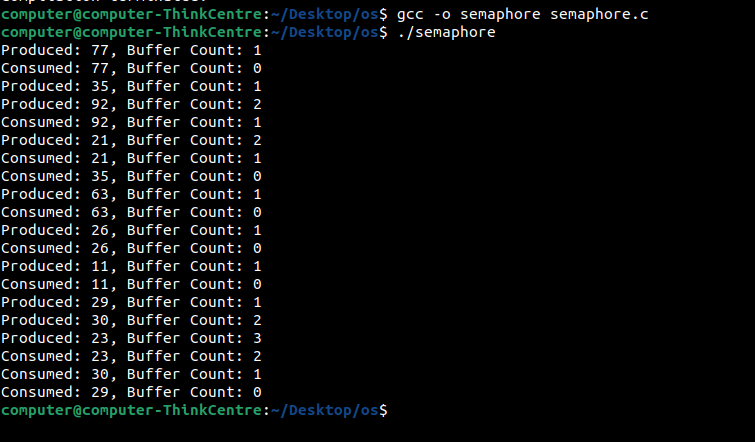 computer@computer-ThinkCentre:~/Desktop/os$ gcc -o semaphore semaphore.c
computer@computer-ThinkCentre:~/Desktop/os$ ./semaphore
Produced: 77, Buffer Count: 1
Consumed: 77, Buffer Count: 0
Produced: 35, Buffer Count: 1
Produced: 92, Buffer Count: 2
Consumed: 92, Buffer Count: 1
Produced: 21, Buffer Count: 2
Consumed: 21, Buffer Count: 1
Consumed: 35, Buffer Count: 0
Produced: 63, Buffer Count: 1
Consumed: 63, Buffer Count: 0
Produced: 26, Buffer Count: 1
Consumed: 26, Buffer Count: 0
Produced: 11, Buffer Count: 1
Consumed: 11, Buffer Count: 0
Produced: 29, Buffer Count: 1
Produced: 30, Buffer Count: 2
Produced: 23, Buffer Count: 3
Consumed: 23, Buffer Count: 2
Consumed: 30, Buffer Count: 1
Consumed: 29, Buffer Count: 0
computer@computer-ThinkCentre:~/Desktop/os$